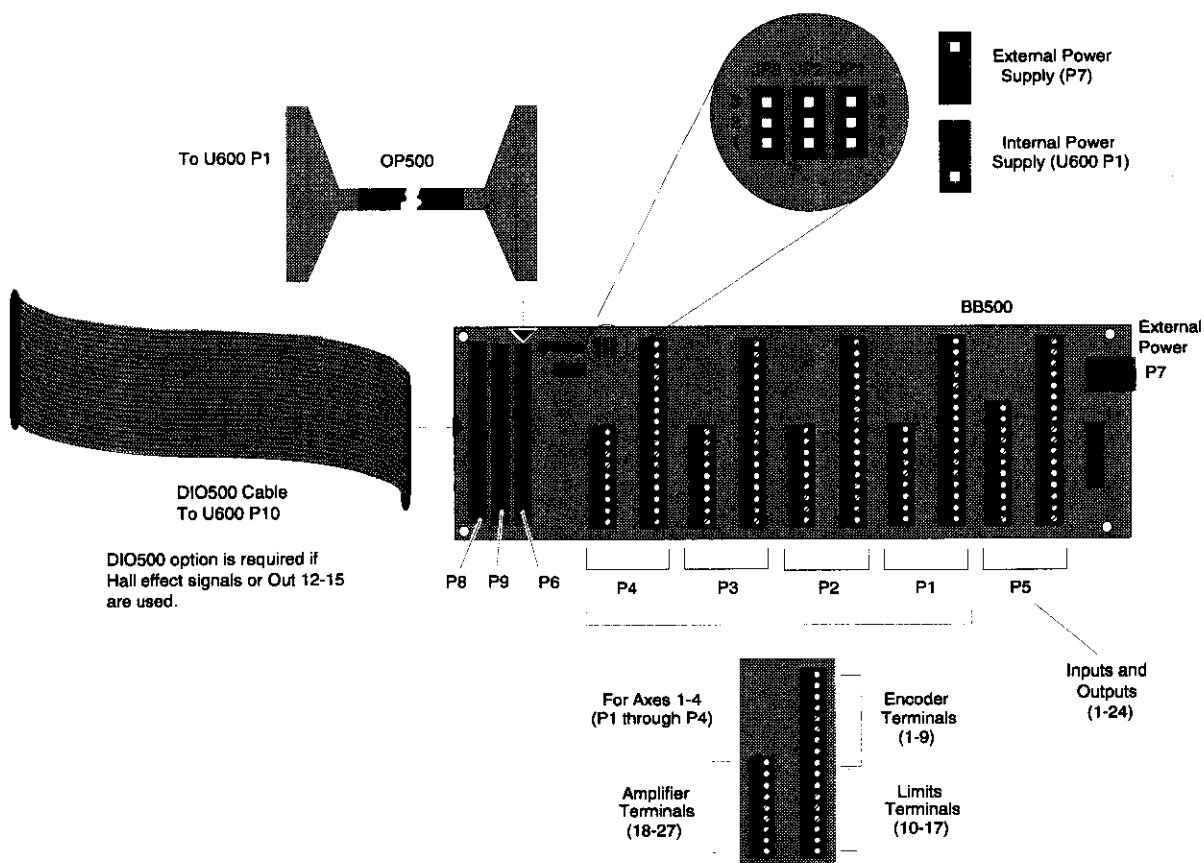 External Power
Supply (P7)
Internal Power
Supply (U600 P1)
To U600 P1
OP500
BB500
External
Power
P7
DIO500 Cable
To U600 P10
DIO500 option is required if
Hall effect signals or Out 12-15
are used.
P8
P9
P6
P4
P3
P2
P1
P5
Inputs and
Outputs
(1-24)
For Axes 1-4
(P1 through P4)
Encoder
Terminals
(1-9)
Amplifier
Terminals
(18-27)
Limits
Terminals
(10-17)